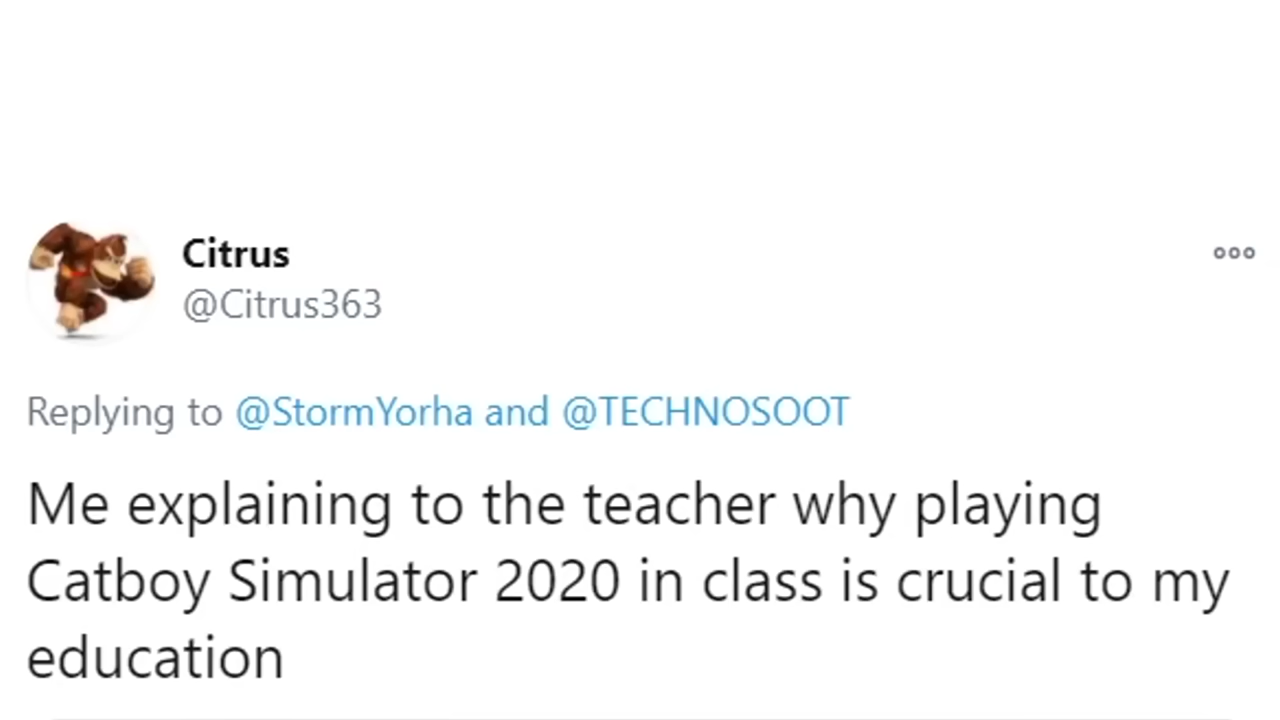 Citrus
@Citrus363
Replying to @StormYorha and @TECHNOSOOT
Me explaining to the teacher why playing
Catboy Simulator 2020 in class is crucial to my
education